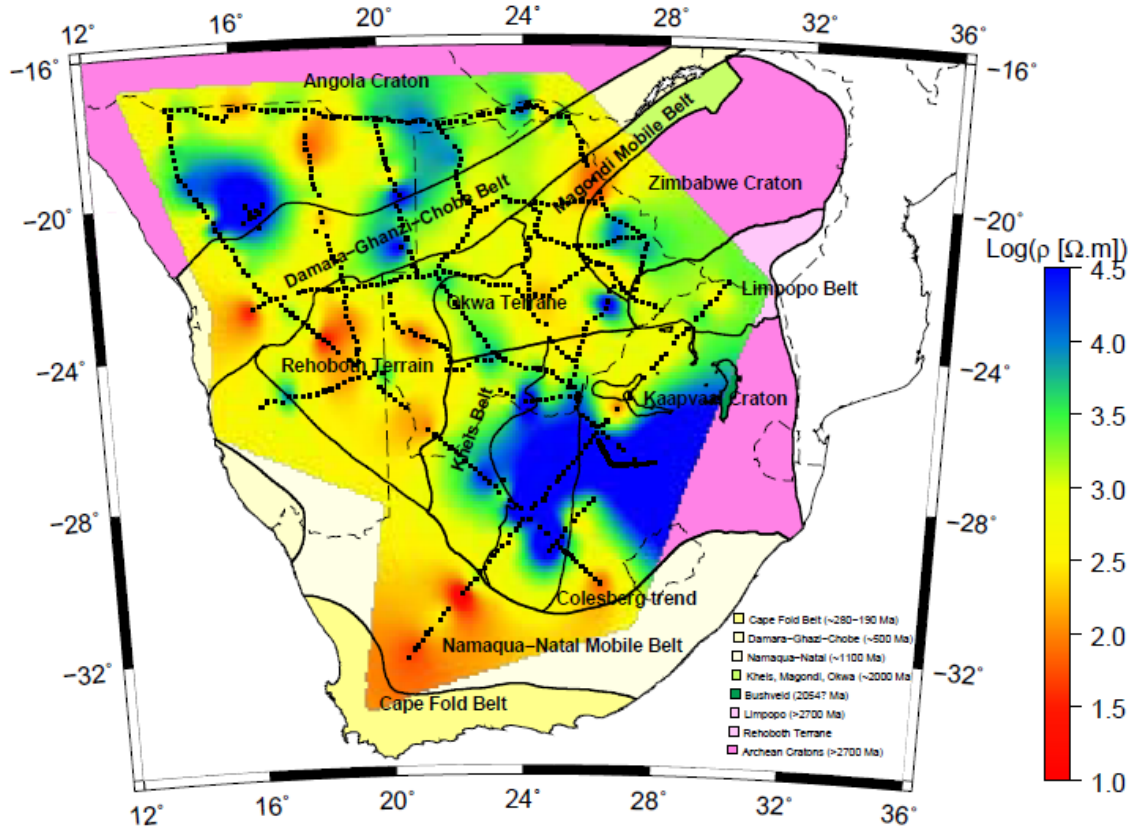 12° 16° 20° 24° 28° 32° 36°
−16° −16°
Angola Craton
Magondi Mobile Belt
Zimbabwe Craton
−20° −20°
Damara−Ghanzi−Chobe Belt
Log(ρ [Ω.m])
Limpopo Belt
Okwa Terrane
−24° −24°
Rehoboth Terrain
Kaapvaal Craton
Kheis Belt
−28° −28°
Colesberg trend
Namaqua−Natal Mobile Belt
−32° −32°
Cape Fold Belt
Cape Fold Belt (~280−190 Ma)
Damara−Ghazi−Chobe (~500 Ma)
Namaqua−Natal (~1100 Ma)
Kheis, Magondi, Okwa (~2000 Ma
Bushveld (2054? Ma)
Limpopo (>2700 Ma)
Rehoboth Terrane
Archean Cratons (>2700 Ma)
12° 16° 20° 24° 28° 32° 36°
4.5
4.0
3.5
3.0
2.5
2.0
1.5
1.0